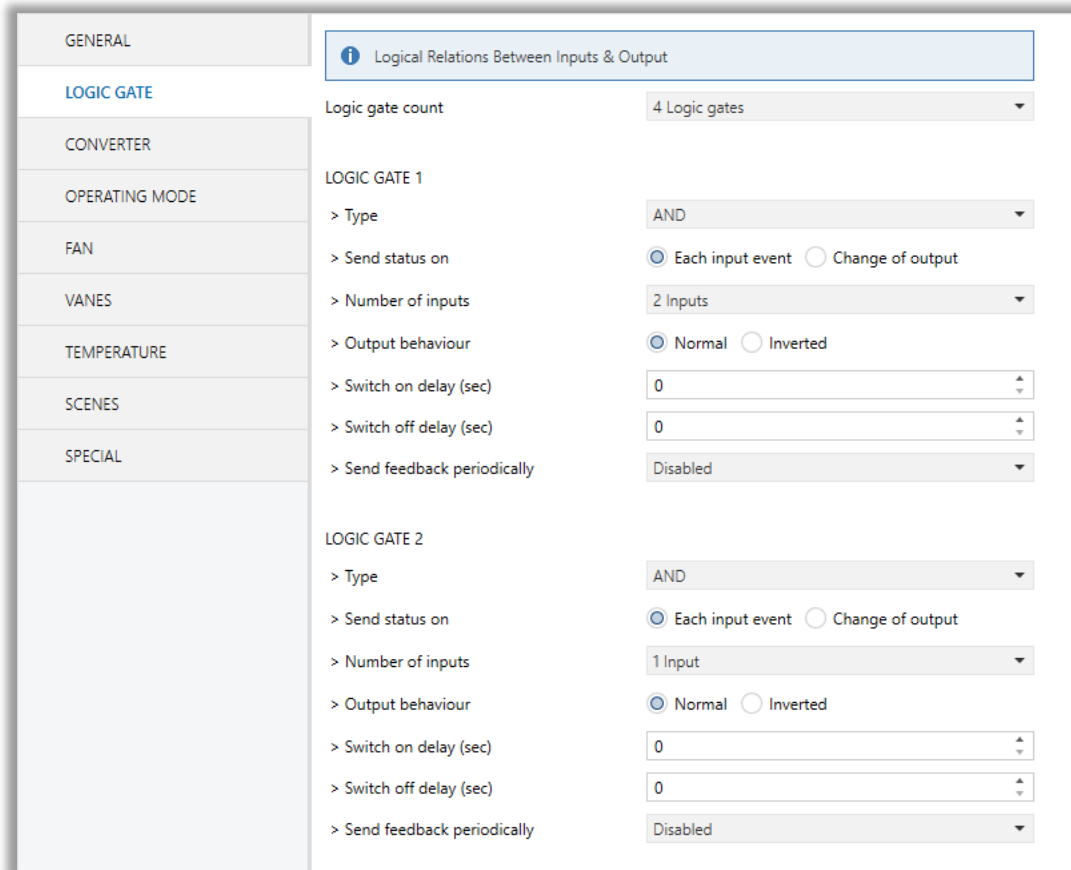 GENERAL
LOGIC GATE
CONVERTER
OPERATING MODE
FAN
VANES
TEMPERATURE
SCENES
SPECIAL
Logical Relations Between Inputs & Output
Logic gate count 4 Logic gates
LOGIC GATE 1
> Type AND
> Send status on Each input event Change of output
> Number of inputs 2 Inputs
> Output behaviour Normal Inverted
> Switch on delay (sec) 0
> Switch off delay (sec) 0
> Send feedback periodically Disabled
LOGIC GATE 2
> Type AND
> Send status on Each input event Change of output
> Number of inputs 1 Input
> Output behaviour Normal Inverted
> Switch on delay (sec) 0
> Switch off delay (sec) 0
> Send feedback periodically Disabled